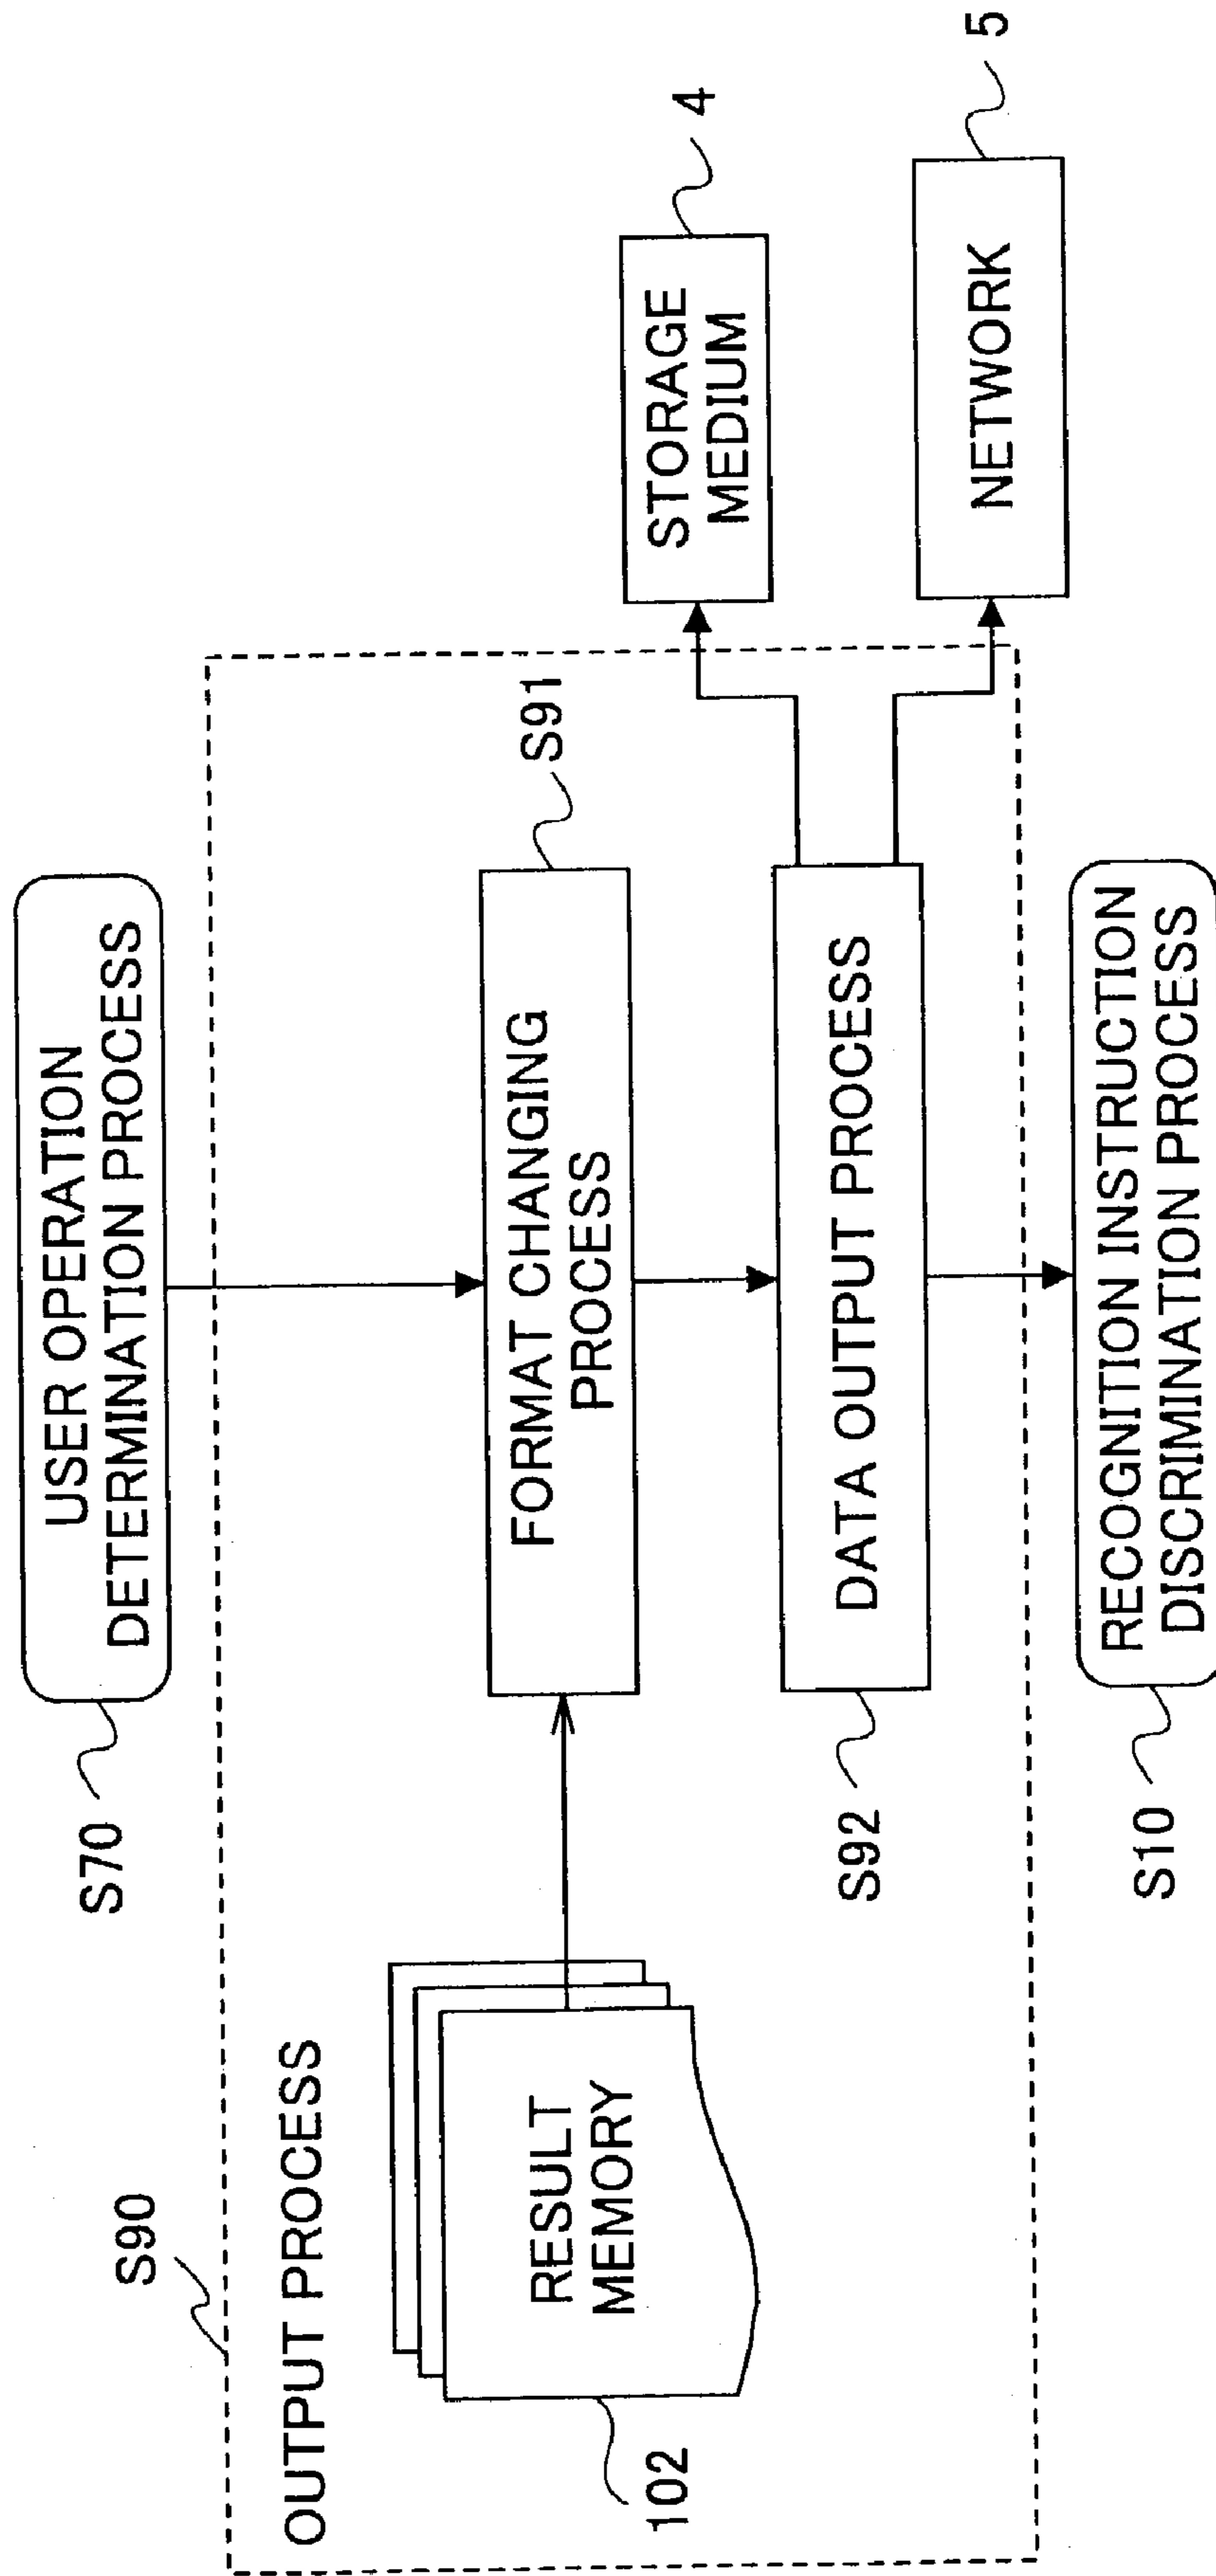 S70
USER OPERATION
DETERMINATION PROCESS
S90
OUTPUT PROCESS
RESULT
MEMORY
102
FORMAT CHANGING
PROCESS
S91
S92
DATA OUTPUT PROCESS
STORAGE
MEDIUM
4
NETWORK
5
S10
RECOGNITION INSTRUCTION
DISCRIMINATION PROCESS